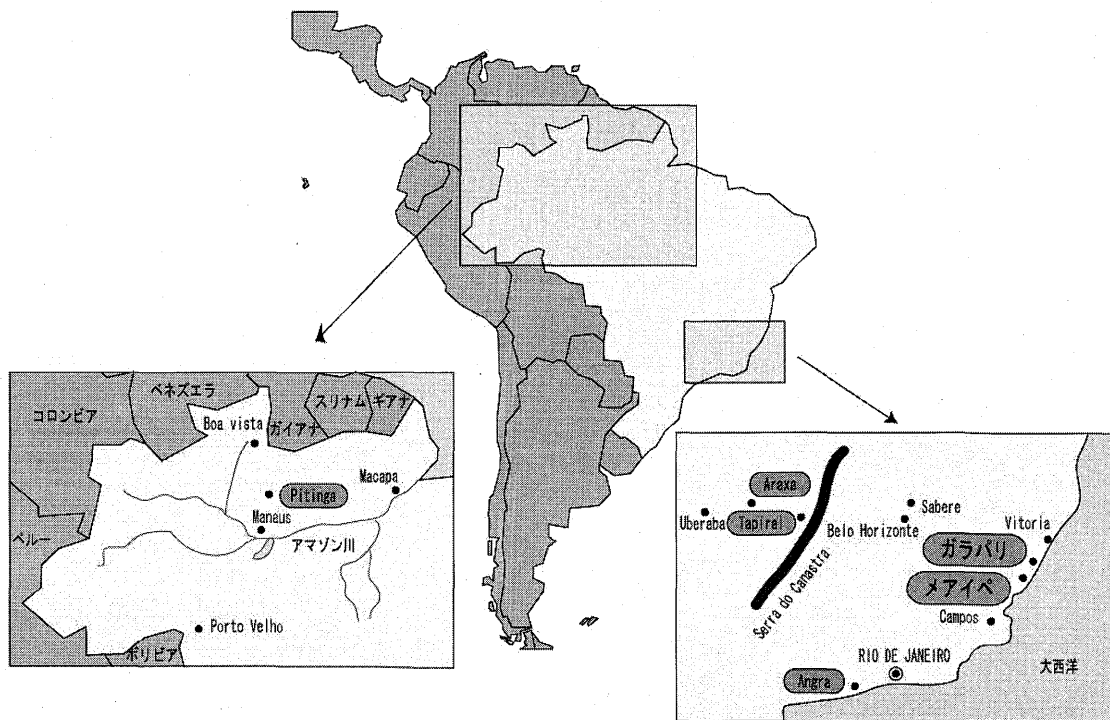 ベネズエラ
スリナム
ギアナ
コロンビア
Boa vista
ガイアナ
Macapa
Pitinga
Manaus
アマゾン川
ペルー
Porto Velho
ボリビア
Araxa
Uberaba
Tapiral
Sabere
Belo Horizonte
Vitoria
ガラパリ
メアイペ
Serra do Canastra
Campos
RIO DE JANEIRO
Angra
大西洋